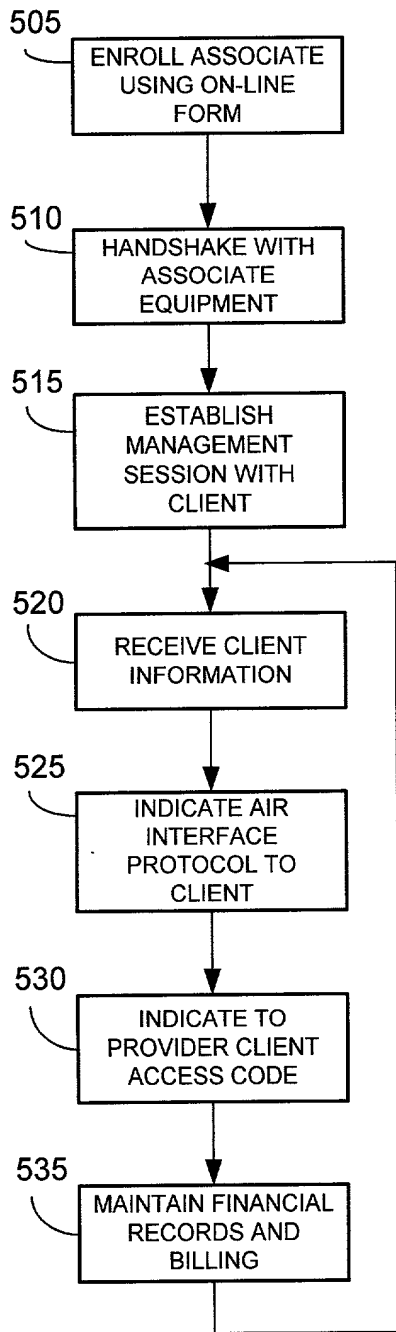 505
ENROLL ASSOCIATE
USING ON-LINE
FORM
510
HANDSHAKE WITH
ASSOCIATE
EQUIPMENT
515
ESTABLISH
MANAGEMENT
SESSION WITH
CLIENT
520
RECEIVE CLIENT
INFORMATION
525
INDICATE AIR
INTERFACE
PROTOCOL TO
CLIENT
530
INDICATE TO
PROVIDER CLIENT
ACCESS CODE
535
MAINTAIN FINANCIAL
RECORDS AND
BILLING